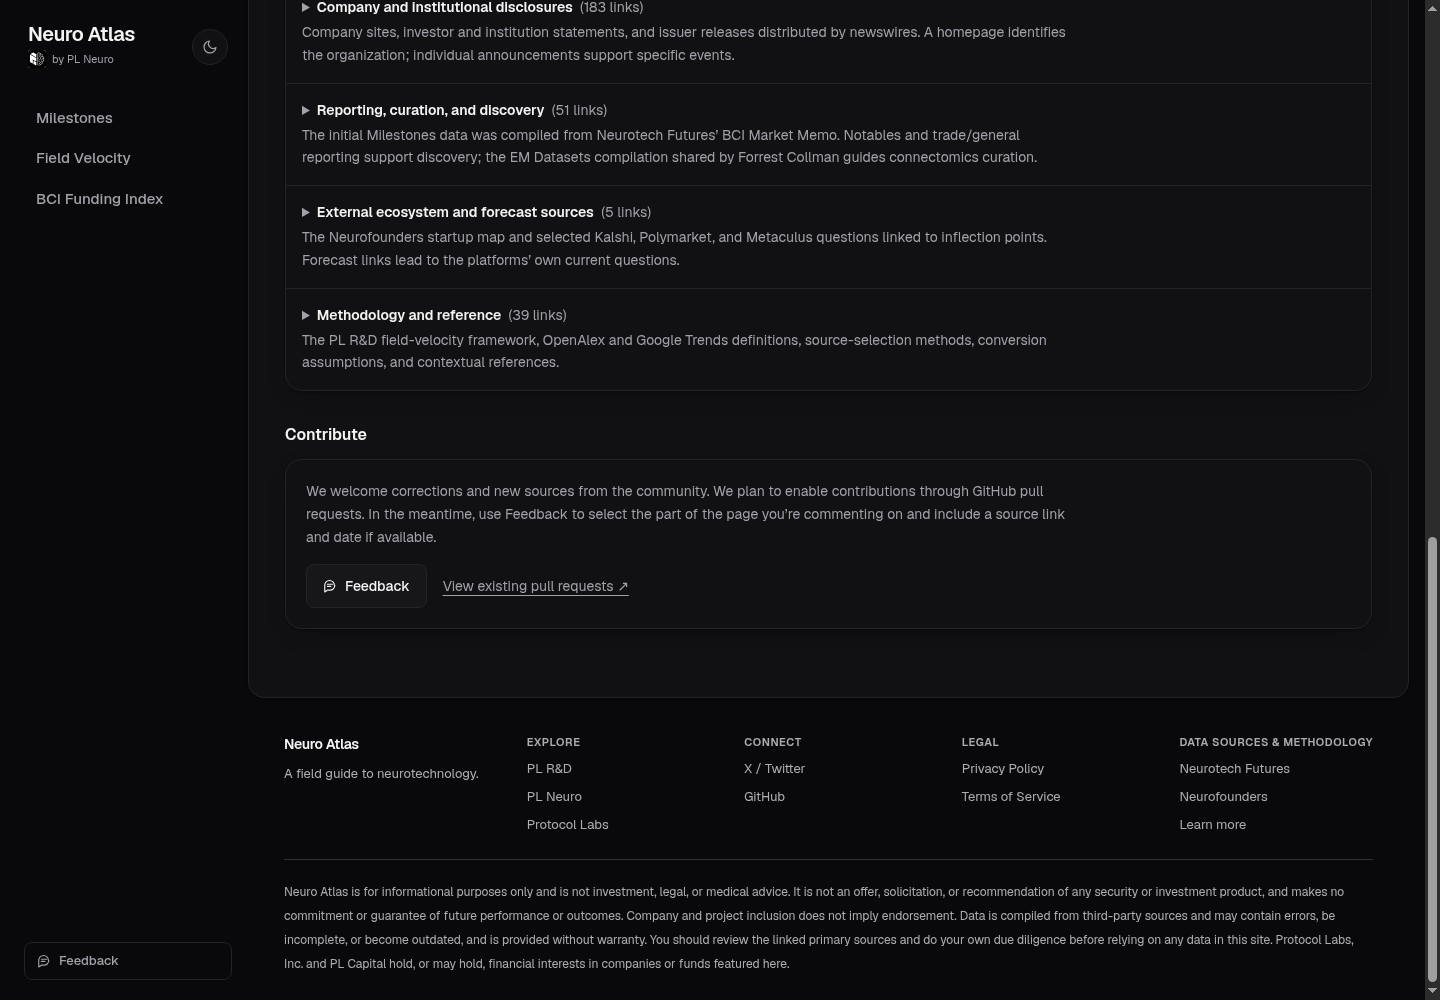 Neuro Atlas
by PL Neuro
Milestones
Field Velocity
BCI Funding Index
Feedback
Company and institutional disclosures (183 links)
Company sites, investor and institution statements, and issuer releases distributed by newswires. A homepage identifies
the organization; individual announcements support specific events.
Reporting, curation, and discovery (51 links)
The initial Milestones data was compiled from Neurotech Futures’ BCI Market Memo. Notables and trade/general
reporting support discovery; the EM Datasets compilation shared by Forrest Collman guides connectomics curation.
External ecosystem and forecast sources (5 links)
The Neurofounders startup map and selected Kalshi, Polymarket, and Metaculus questions linked to inflection points.
Forecast links lead to the platforms’ own current questions.
Methodology and reference (39 links)
The PL R&D field-velocity framework, OpenAlex and Google Trends definitions, source-selection methods, conversion
assumptions, and contextual references.
Contribute
We welcome corrections and new sources from the community. We plan to enable contributions through GitHub pull
requests. In the meantime, use Feedback to select the part of the page you’re commenting on and include a source link
and date if available.
Feedback
View existing pull requests ↗
Neuro Atlas
A field guide to neurotechnology.
EXPLORE
PL R&D
PL Neuro
Protocol Labs
CONNECT
X / Twitter
GitHub
LEGAL
Privacy Policy
Terms of Service
DATA SOURCES & METHODOLOGY
Neurotech Futures
Neurofounders
Learn more
Neuro Atlas is for informational purposes only and is not investment, legal, or medical advice. It is not an offer, solicitation, or recommendation of any security or investment product, and makes no
commitment or guarantee of future performance or outcomes. Company and project inclusion does not imply endorsement. Data is compiled from third-party sources and may contain errors, be
incomplete, or become outdated, and is provided without warranty. You should review the linked primary sources and do your own due diligence before relying on any data in this site. Protocol Labs,
Inc. and PL Capital hold, or may hold, financial interests in companies or funds featured here.